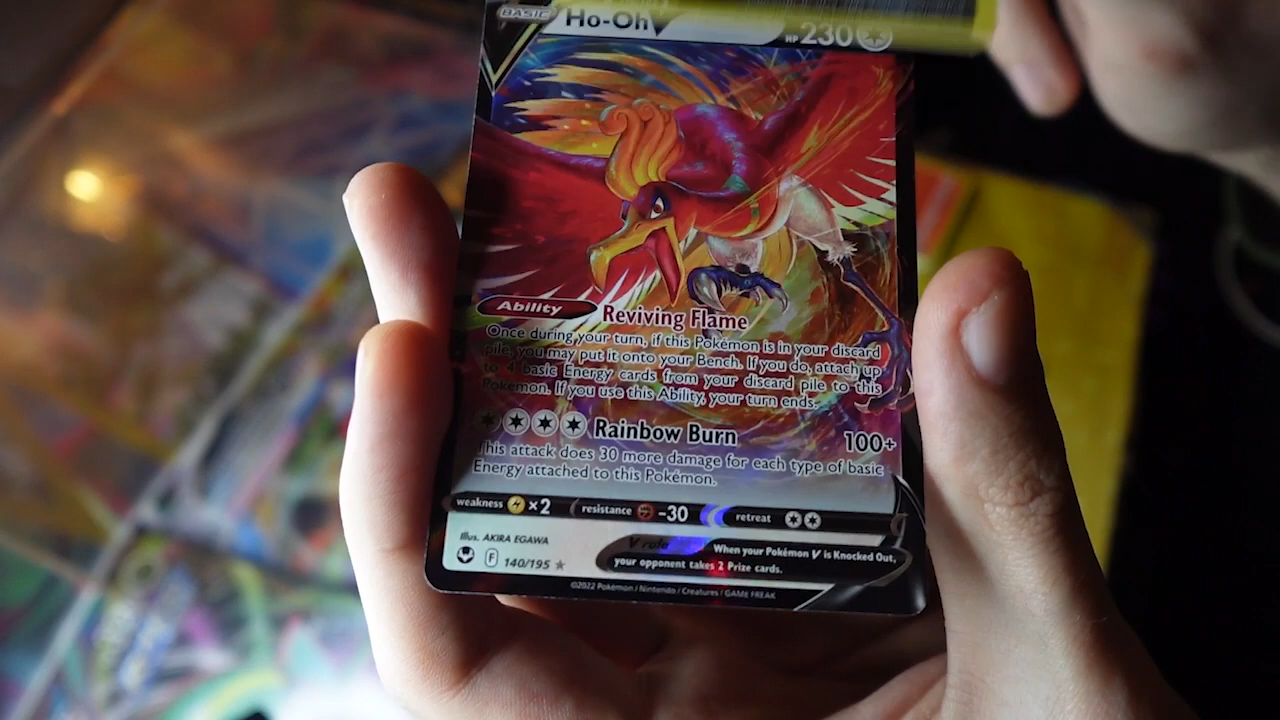 BASIC Ho-Oh HP 230
Ability Reviving Flame
Once during your turn, if this Pokémon is in your discard
pile, you may put it onto your Bench. If you do, attach up
to 4 basic Energy cards from your discard pile to this
Pokémon. If you use this Ability, your turn ends.
Rainbow Burn 100+
This attack does 30 more damage for each type of basic
Energy attached to this Pokémon.
weakness ×2 resistance -30 retreat
Illus. AKIRA EGAWA
F 140/195 ★
V rule When your Pokémon V is Knocked Out,
your opponent takes 2 Prize cards.
©2022 Pokémon / Nintendo / Creatures / GAME FREAK